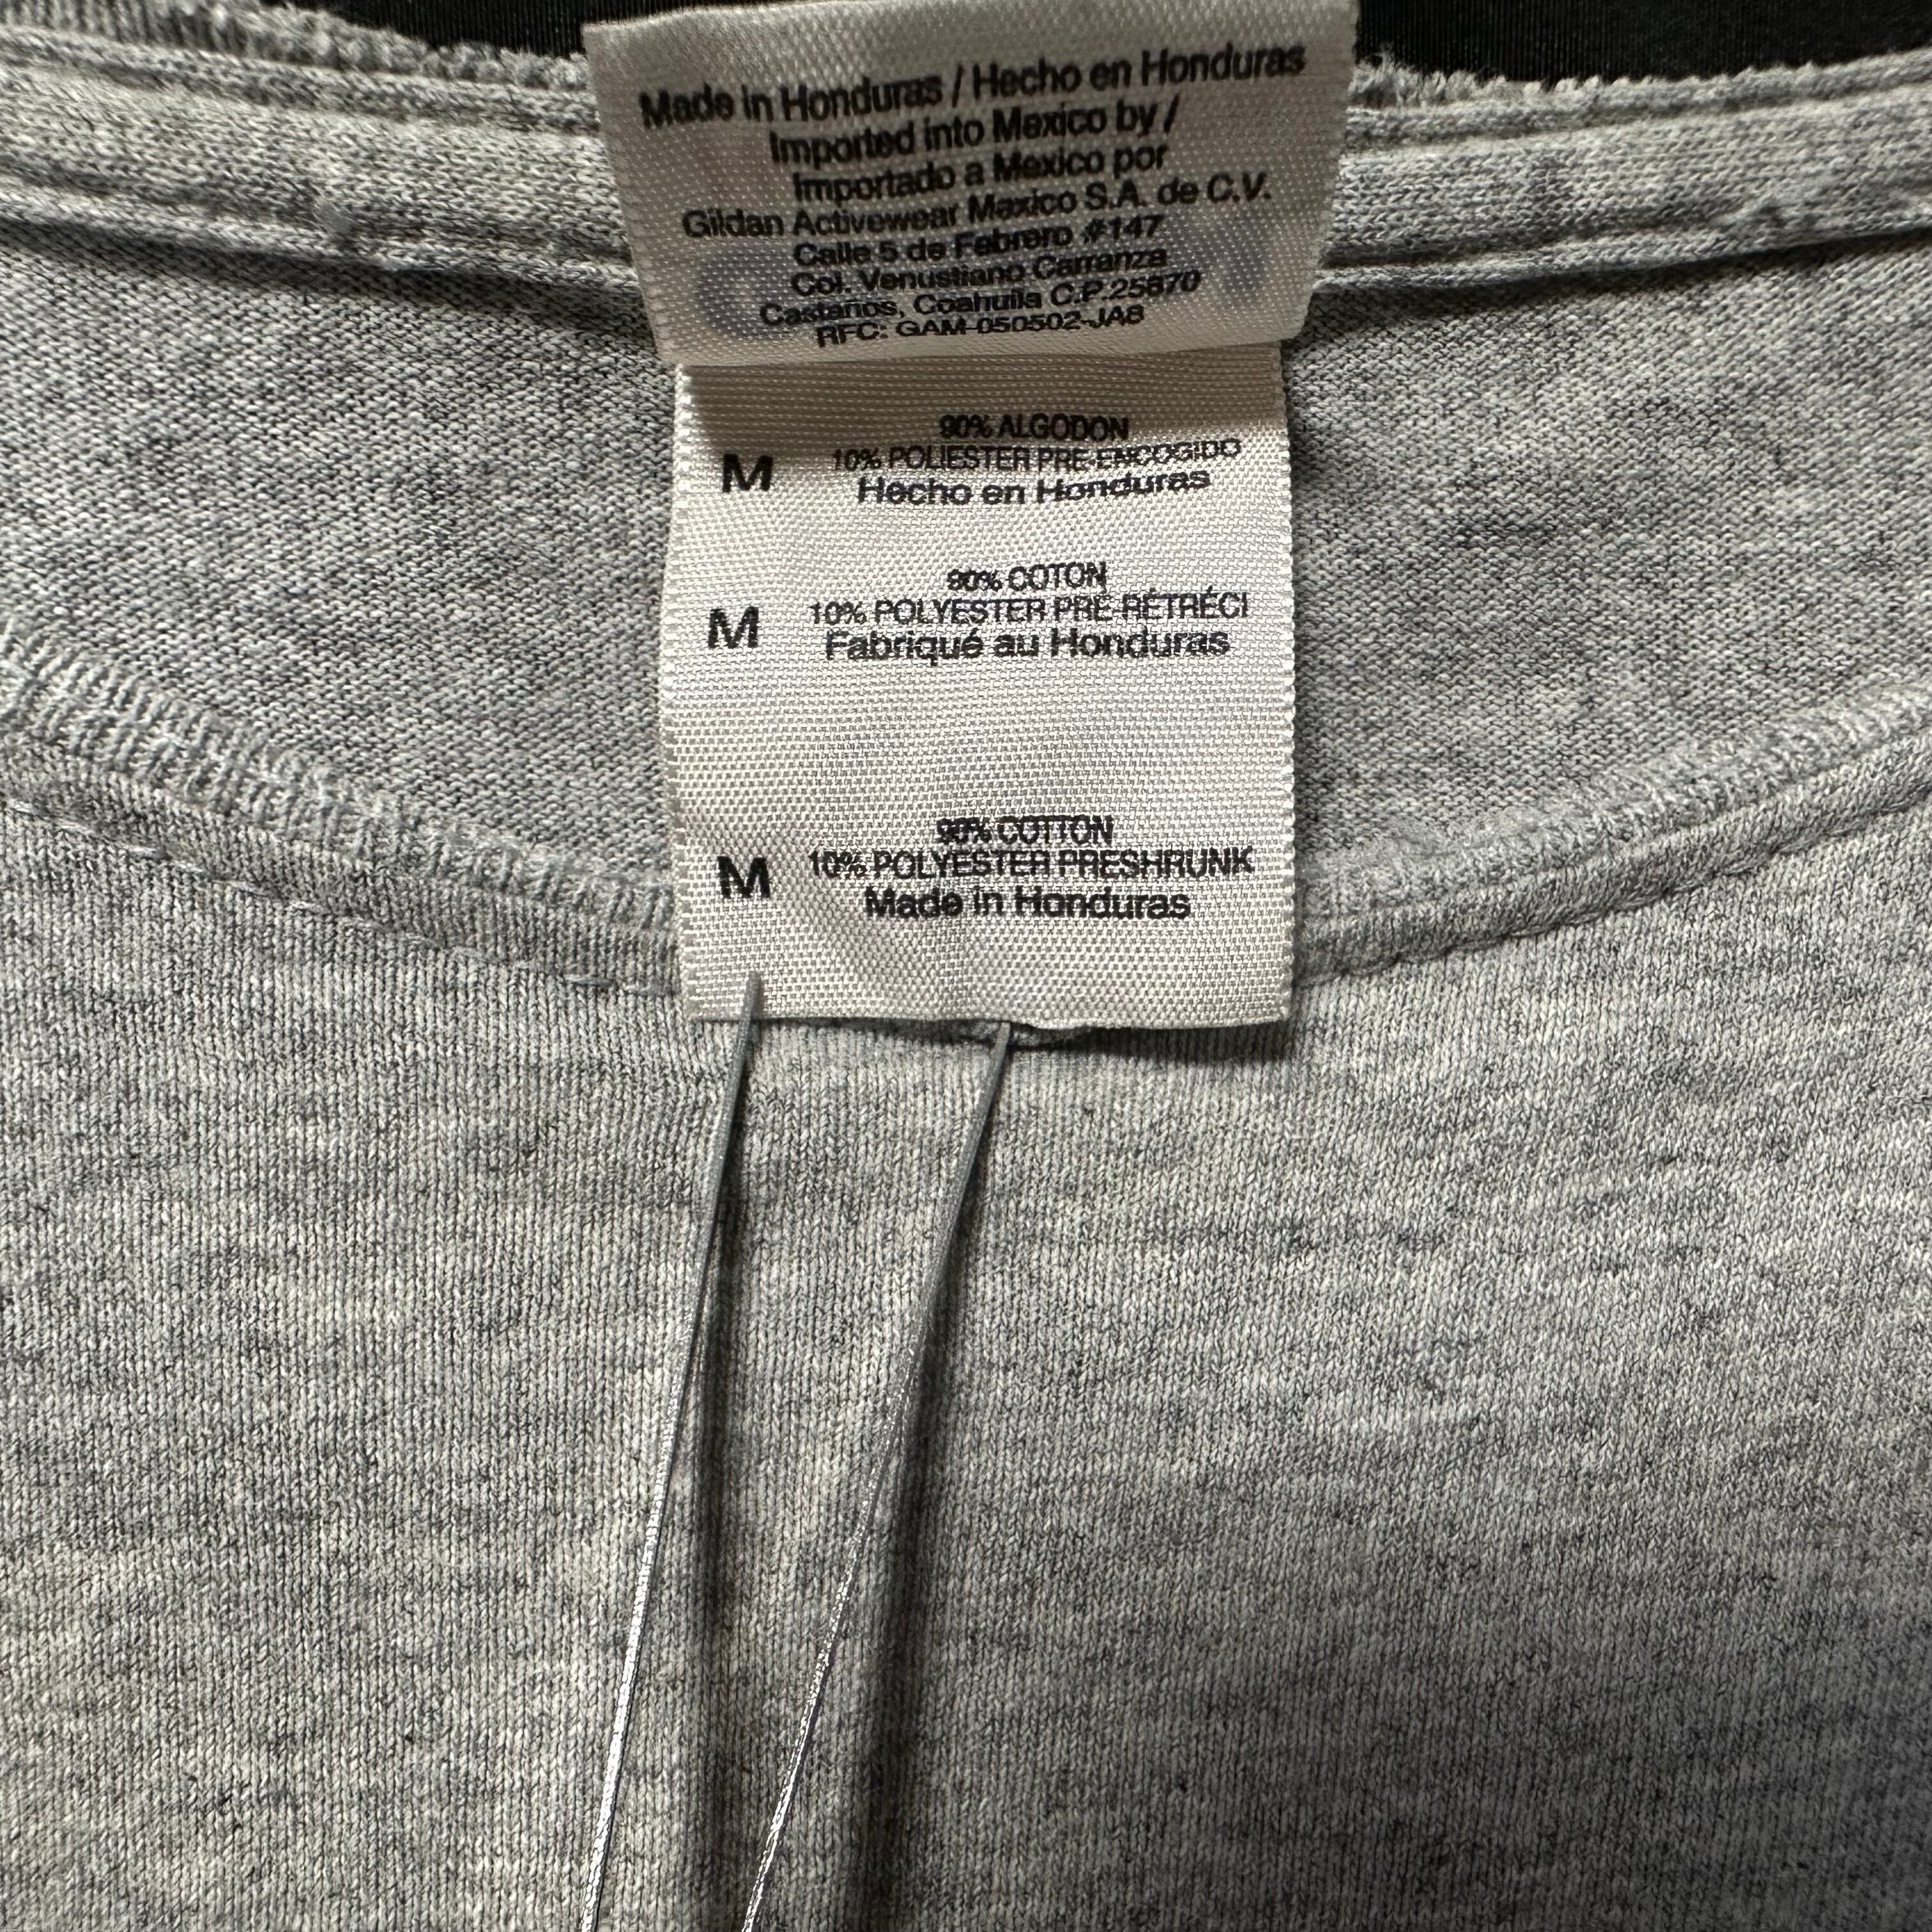 Made in Honduras / Hecho en Honduras
Imported into Mexico by /
Importado a Mexico por
Gildan Activewear Mexico S.A. de C.V.
Calle 5 de Febrero #147
Col. Venustiano Carranza
Castaños, Coahuila C.P.25870
RFC: GAM-050502-JA8
90% ALGODON
M 10% POLIESTER PRE-ENCOGIDO
Hecho en Honduras
90% COTON
M 10% POLYESTER PRÉ-RÉTRÉCI
Fabriqué au Honduras
90% COTTON
M 10% POLYESTER PRESHRUNK
Made in Honduras